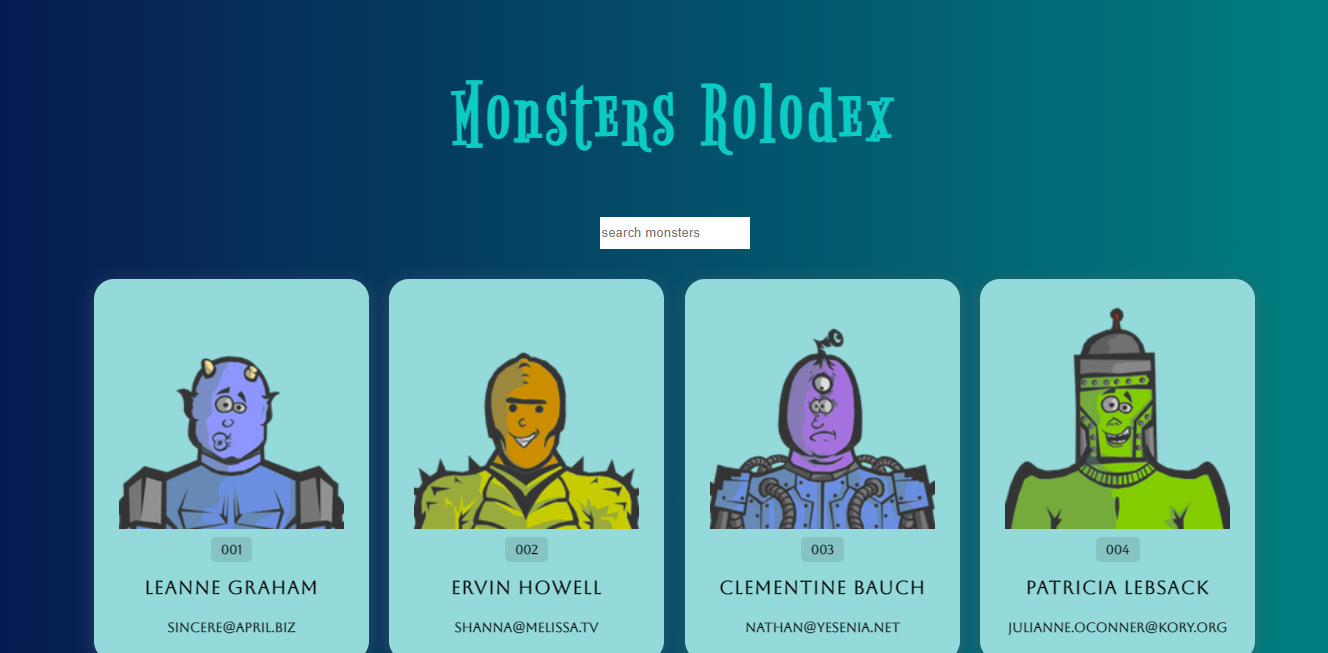 Monsters Rolodex
search monsters
001
002
003
004
LEANNE GRAHAM
ERVIN HOWELL
CLEMENTINE BAUCH
PATRICIA LEBSACK
SINCERE@APRIL.BIZ
SHANNA@MELISSA.TV
NATHAN@YESENIA.NET
JULIANNE.OCONNER@KORY.ORG